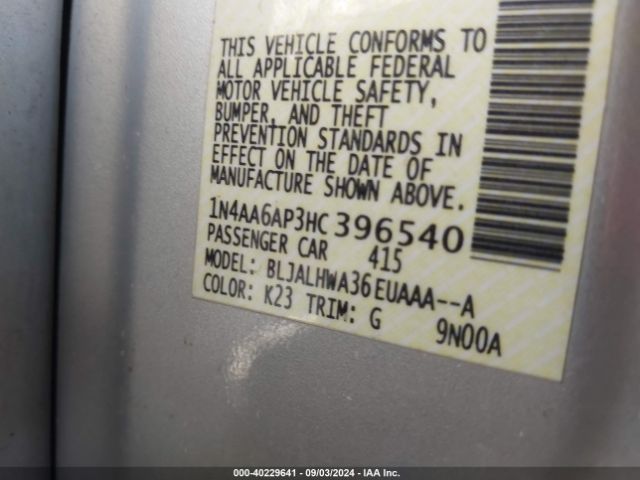 THIS VEHICLE CONFORMS TO
ALL APPLICABLE FEDERAL
MOTOR VEHICLE SAFETY,
BUMPER, AND THEFT
PREVENTION STANDARDS IN
EFFECT ON THE DATE OF
MANUFACTURE SHOWN ABOVE.
1N4AA6AP3HC396540
PASSENGER CAR 415
MODEL: BLJALHWA36EUAAA--A
COLOR: K23 TRIM: G 9N00A
1-000-40229641 - 09/03/2024 - IAA Inc.